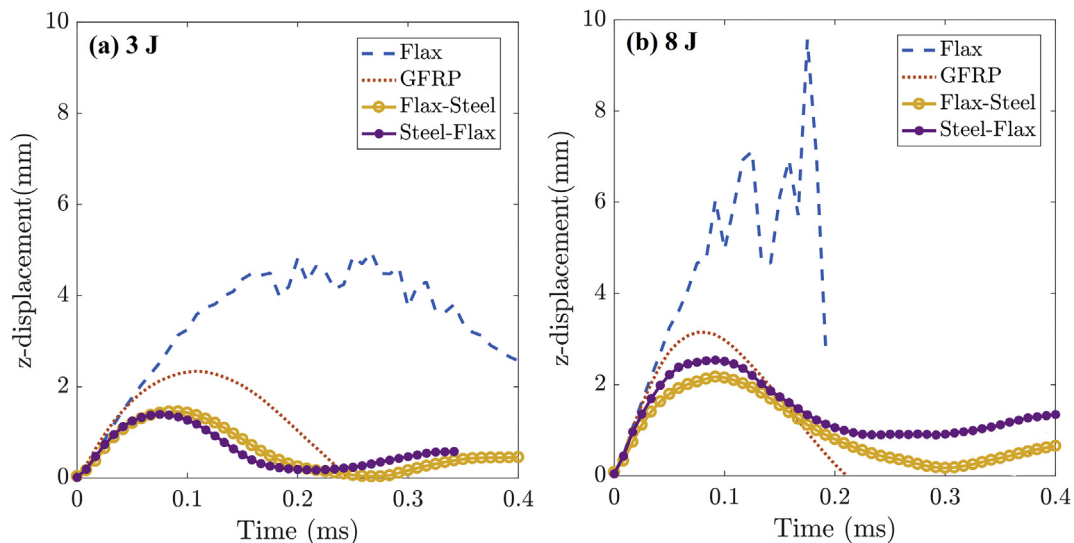 (a) 3 J
Flax
GFRP
Flax-Steel
Steel-Flax
z-displacement(mm)
10
8
6
4
2
0
0
0.1
0.2
0.3
0.4
Time (ms)
(b) 8 J
Flax
GFRP
Flax-Steel
Steel-Flax
z-displacement(mm)
10
8
6
4
2
0
0
0.1
0.2
0.3
0.4
Time (ms)